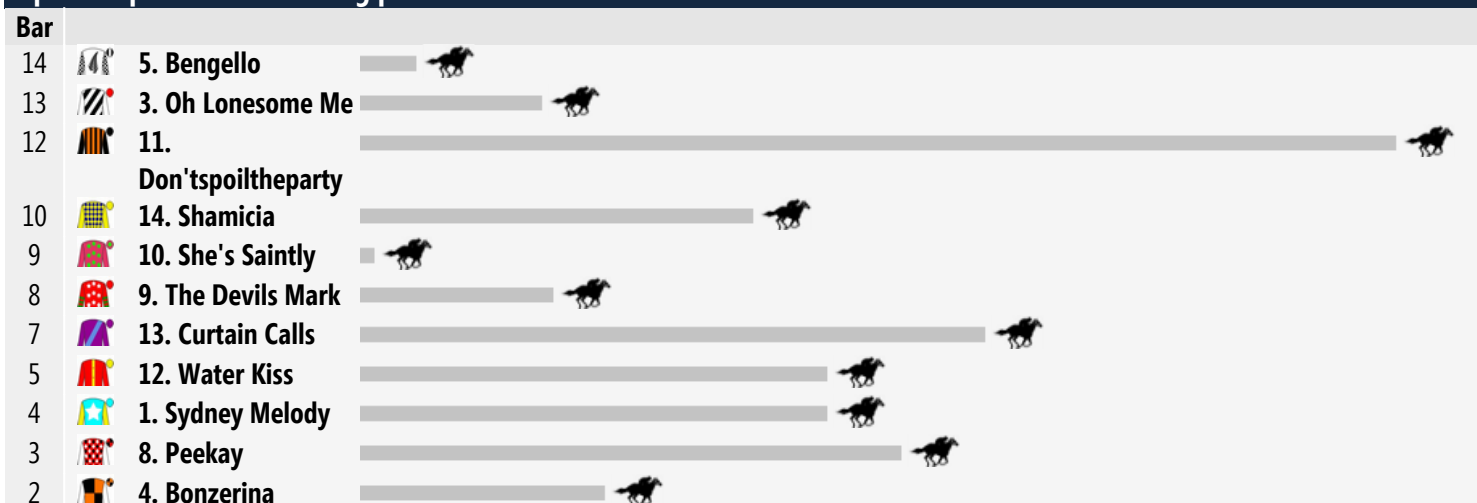 Bar
14 5. Bengello
13 3. Oh Lonesome Me
12 11.
Don'tspoiltheparty
10 14. Shamicia
9 10. She's Saintly
8 9. The Devils Mark
7 13. Curtain Calls
5 12. Water Kiss
4 1. Sydney Melody
3 8. Peekay
2 4. Bonzerina